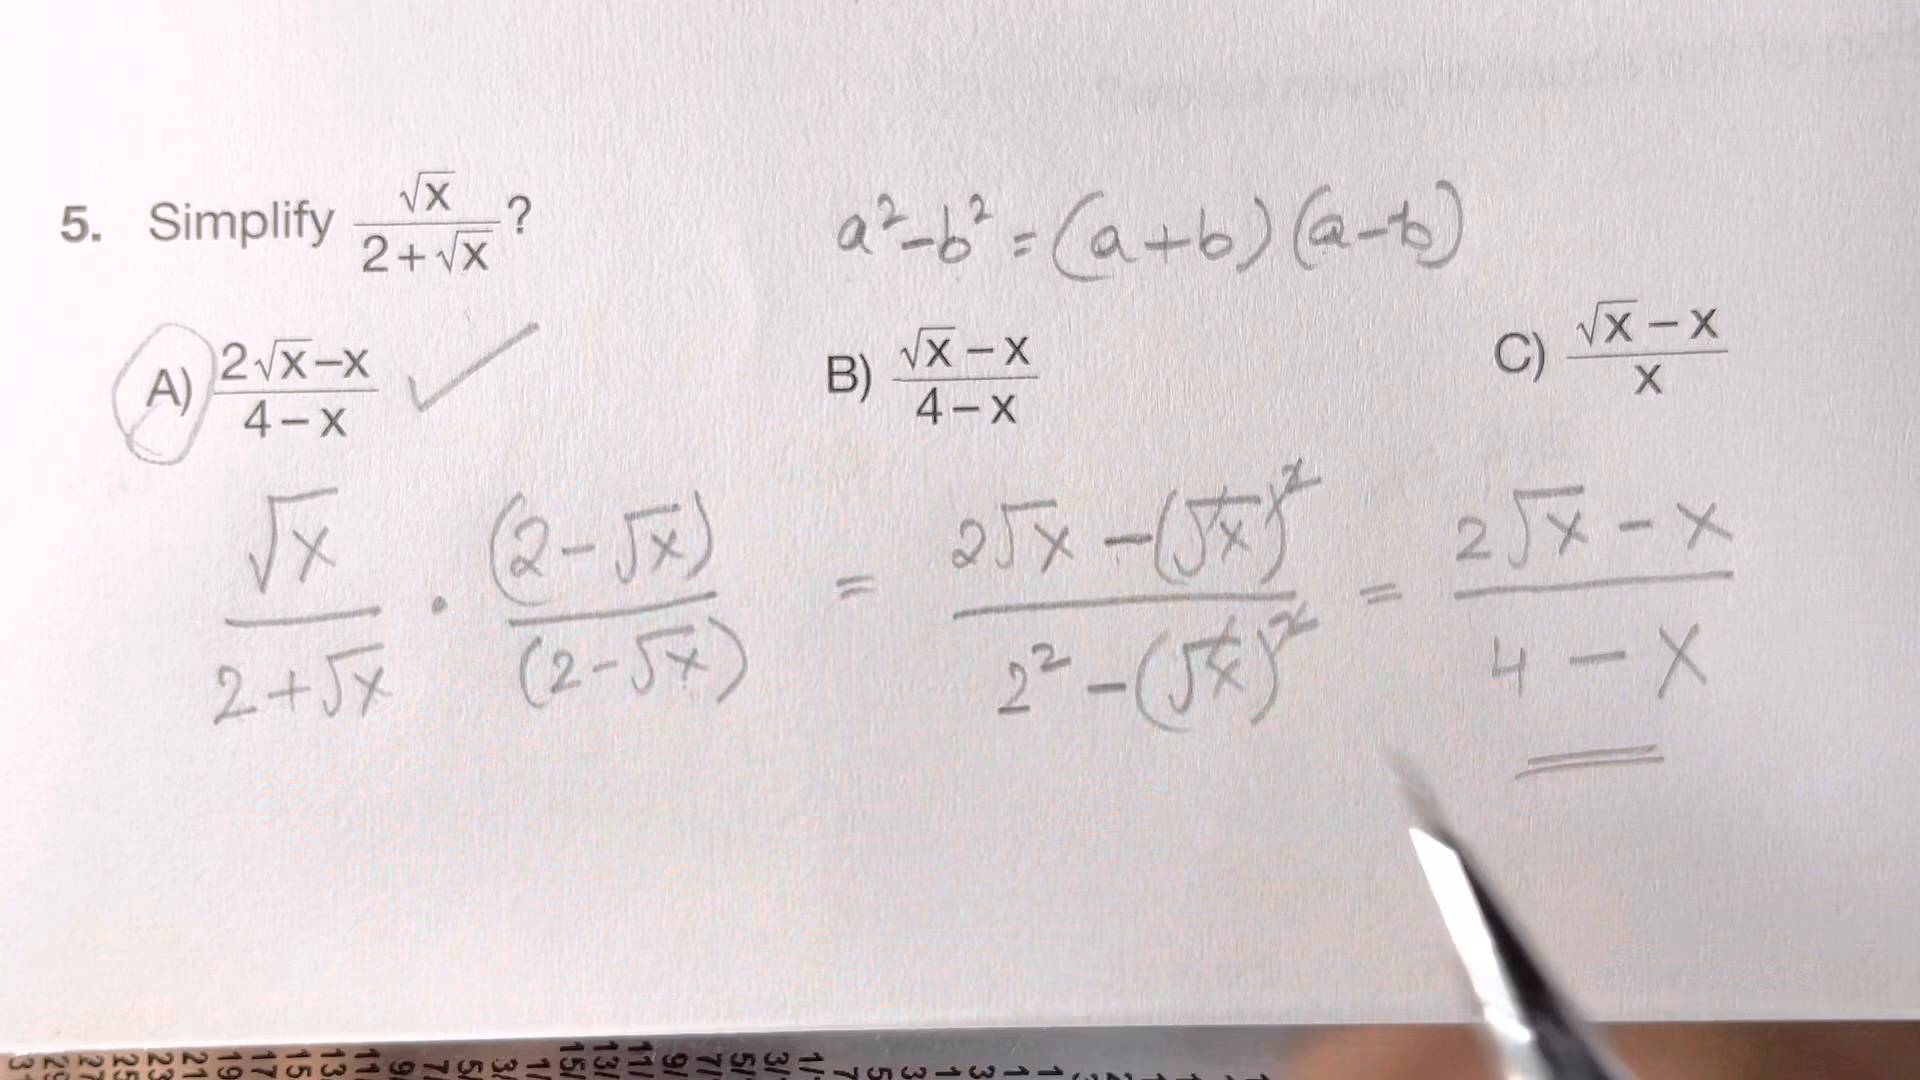 5. Simplify √x / (2+√x) ?
a²-b² = (a+b)(a-b)
A) (2√x-x) / (4-x) ✓
B) (√x-x) / (4-x)
C) (√x-x) / x
√x / (2+√x) · (2-√x) / (2-√x) = (2√x-(√x)²) / (2²-(√x)²) = (2√x-x) / (4-x)